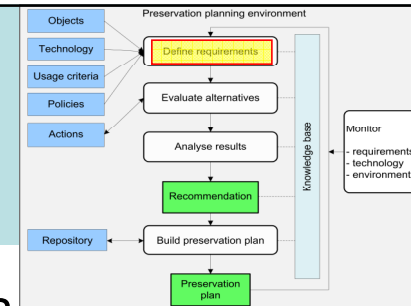 Preservation planning environment
Objects
Technology
Usage criteria
Policies
Actions
Define requirements
Evaluate alternatives
Analyse results
Recommendation
Repository
Build preservation plan
Preservation
plan
Knowledge base
Monitor
- requirements
- technology
- environment